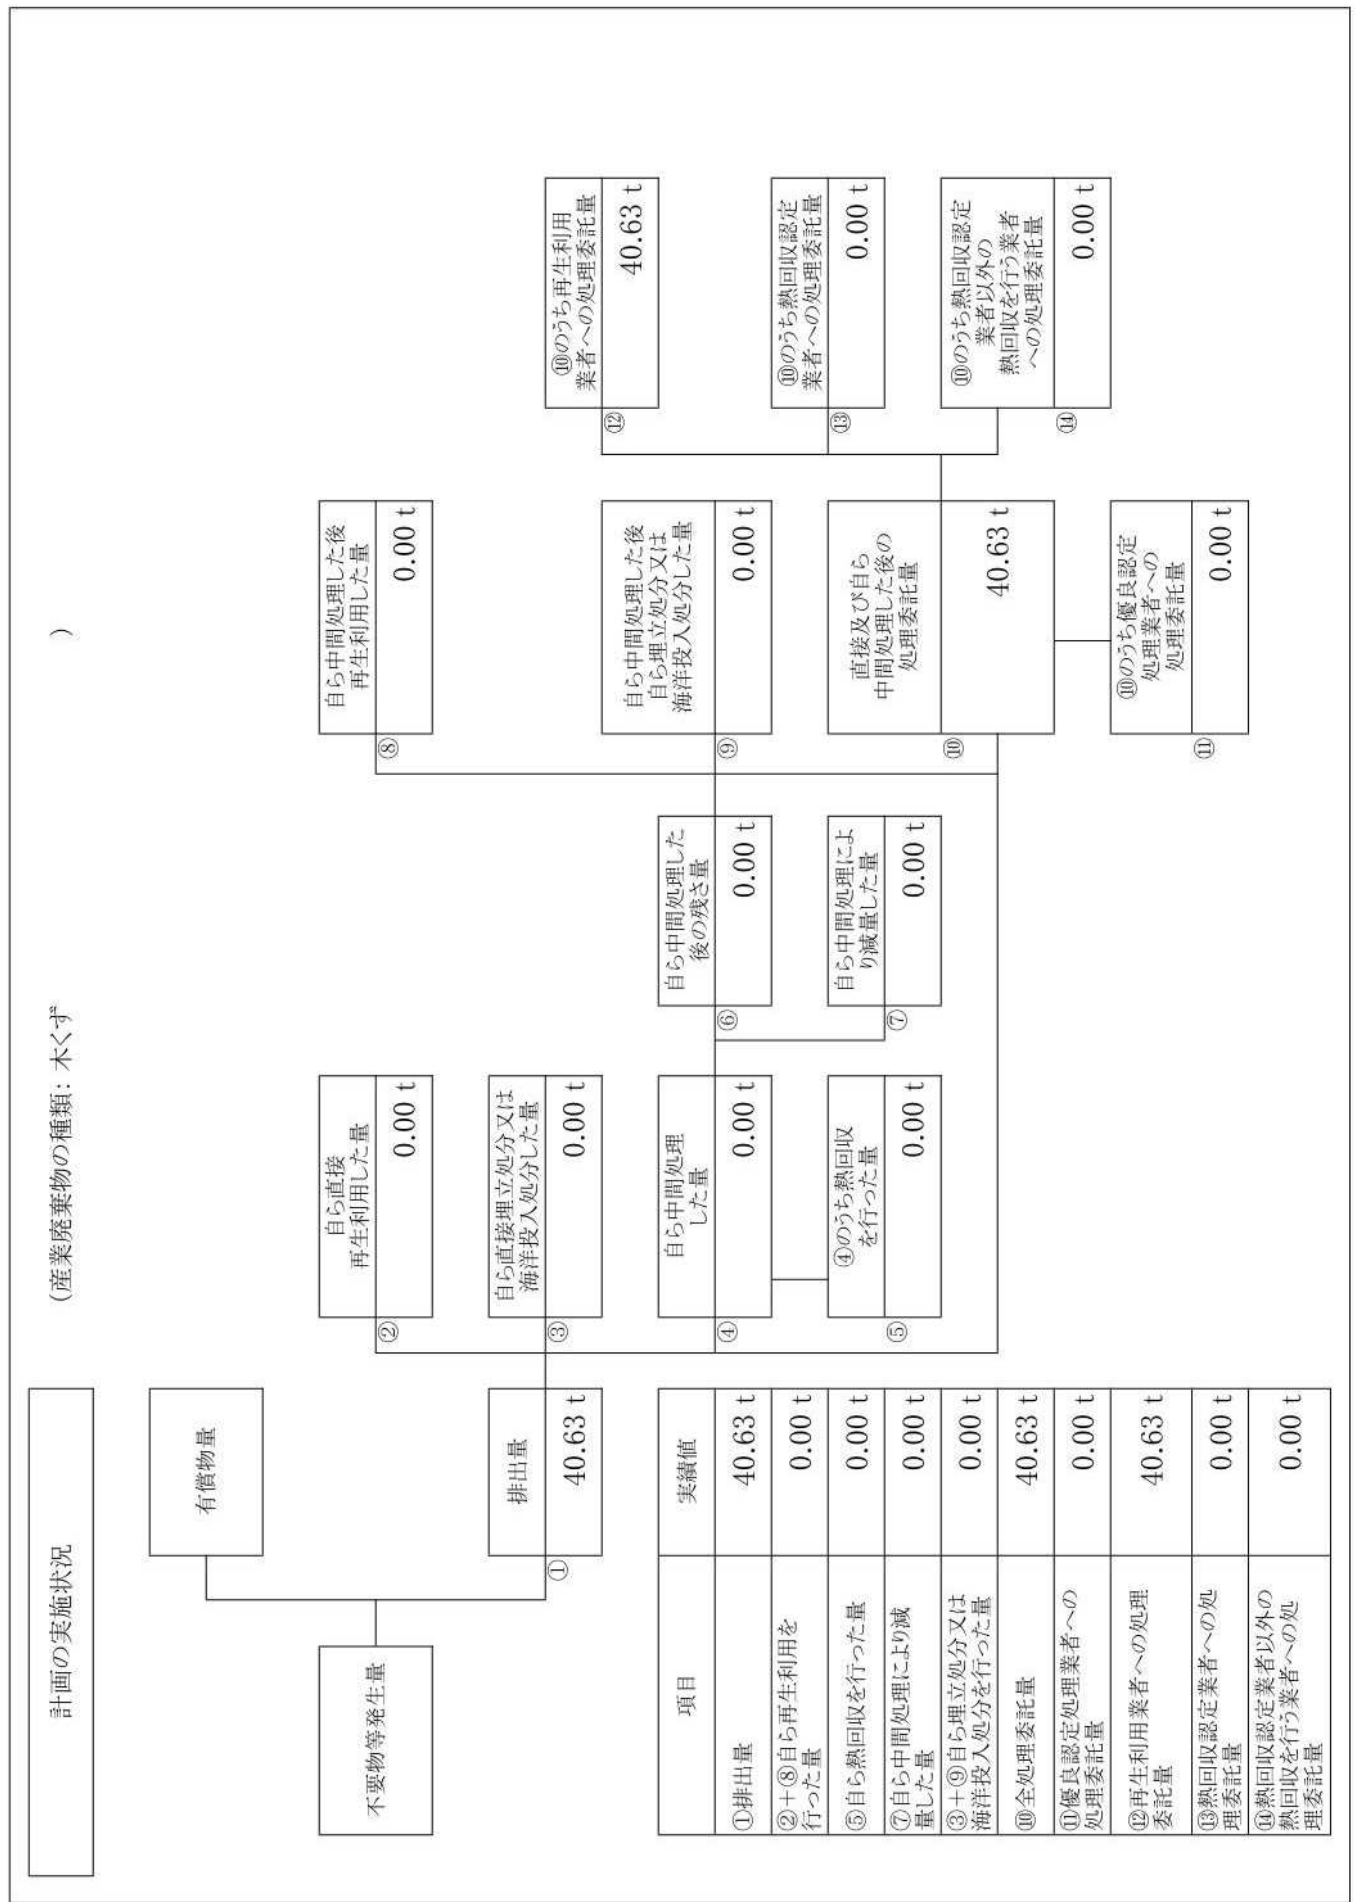 計画の実施状況
(産業廃棄物の種類: 木くず
)
有償物量
不要物等発生量
排出量
①
40.63 t
自ら直接
再生利用した量
②
0.00 t
自ら直接埋立処分又は
海洋投入処分した量
③
0.00 t
自ら中間処理
した量
④
0.00 t
④のうち熱回収
を行った量
⑤
0.00 t
自ら中間処理した
後の残さ量
⑥
0.00 t
自ら中間処理によ
り減量した量
⑦
0.00 t
自ら中間処理した後
再生利用した量
⑧
0.00 t
自ら中間処理した後
自ら埋立処分又は
海洋投入処分した量
⑨
0.00 t
直接及び自ら
中間処理した後の
処理委託量
⑩
40.63 t
⑩のうち優良認定
処理業者への
処理委託量
⑪
0.00 t
⑩のうち再生利用
業者への処理委託量
⑫
40.63 t
⑩のうち熱回収認定
業者への処理委託量
⑬
0.00 t
⑩のうち熱回収認定
業者以外の
熱回収を行う業者
への処理委託量
⑭
0.00 t
項目 実績値
①排出量 40.63 t
②+⑧自ら再生利用を
行った量 0.00 t
⑤自ら熱回収を行った量 0.00 t
⑦自ら中間処理により減
量した量 0.00 t
③+⑨自ら埋立処分又は
海洋投入処分を行った量 0.00 t
⑩全処理委託量 40.63 t
⑪優良認定処理業者への
処理委託量 0.00 t
⑫再生利用業者への処理
委託量 40.63 t
⑬熱回収認定業者への処
理委託量 0.00 t
⑭熱回収認定業者以外の
熱回収を行う業者への処
理委託量 0.00 t